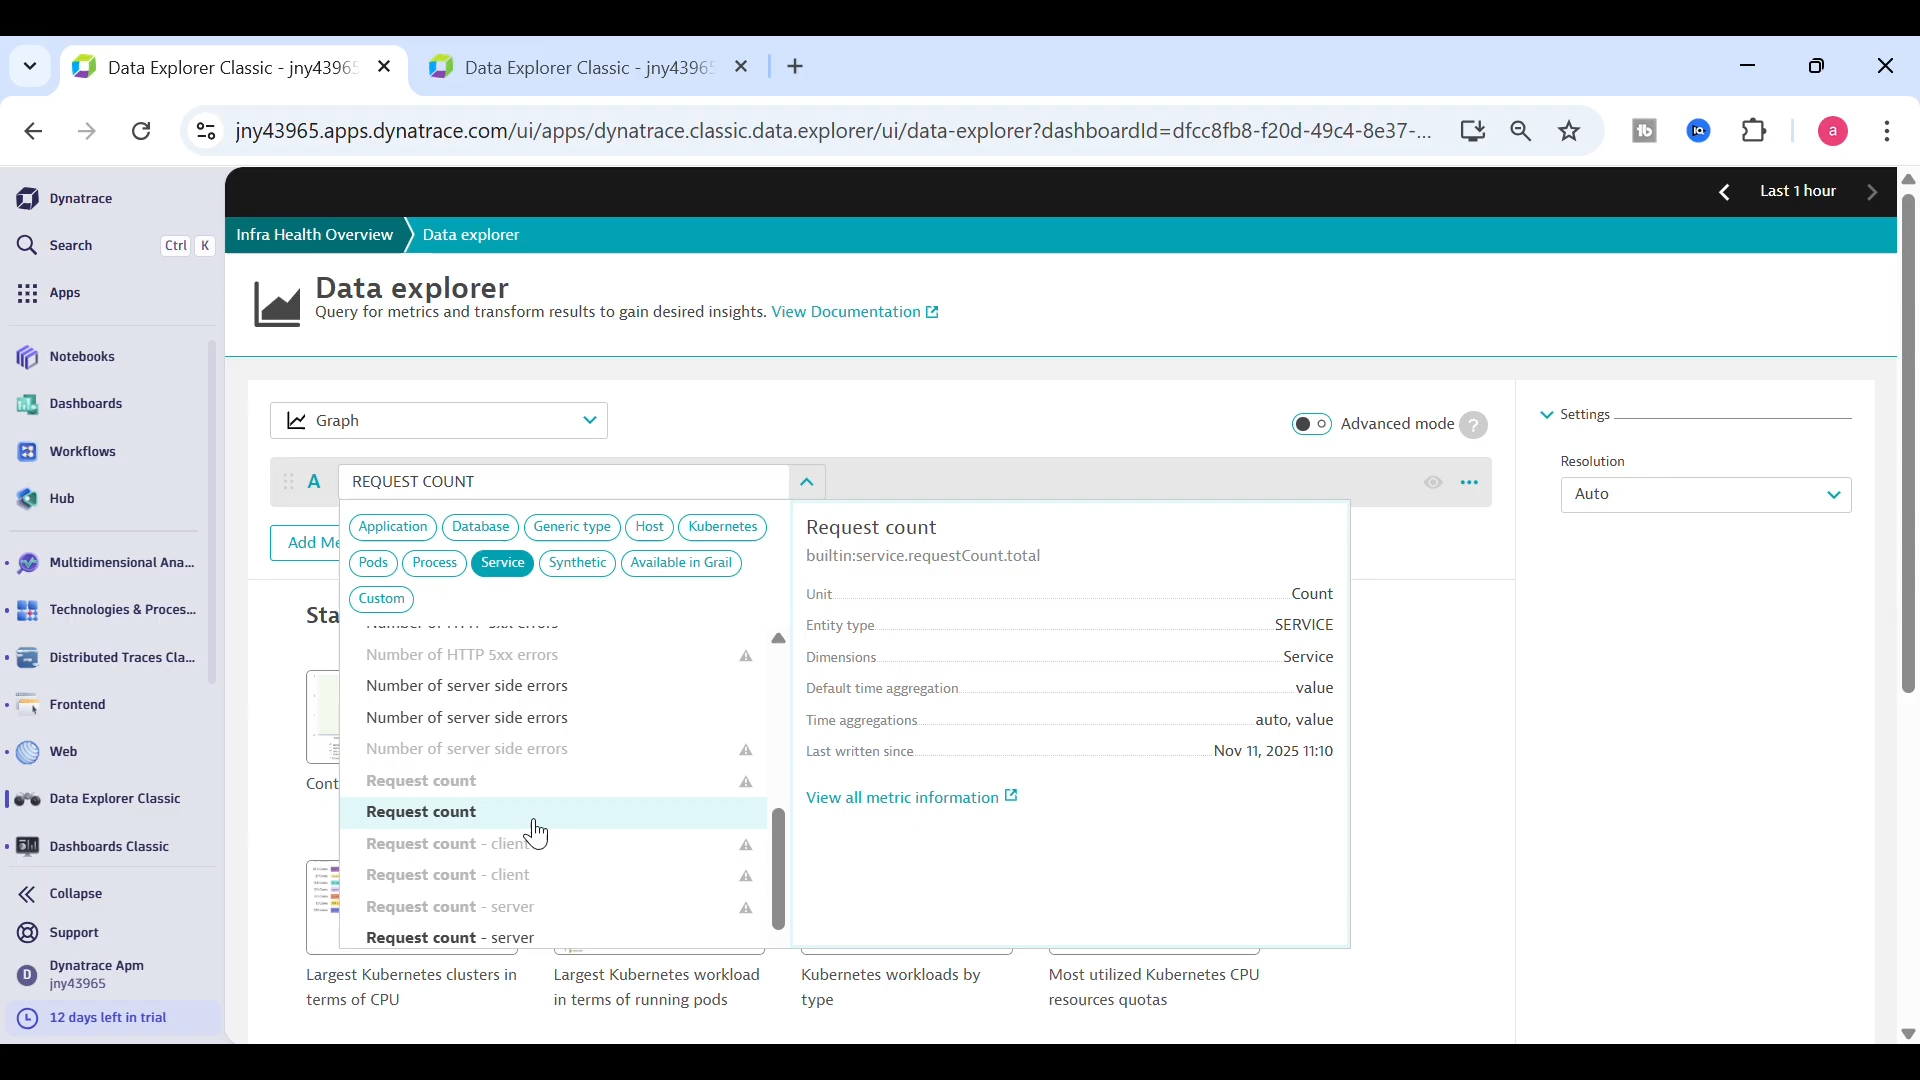 Data Explorer Classic - jny4396
Data Explorer Classic - jny4396
jny43965.apps.dynatrace.com/ui/apps/dynatrace.classic.data.explorer/ui/data-explorer?dashboardId=dfcc8fb8-f20d-49c4-8e37-...
a
Dynatrace
Search Ctrl K
Apps
Notebooks
Dashboards
Workflows
Hub
Multidimensional Ana...
Technologies & Proces...
Distributed Traces Cla...
Frontend
Web
Data Explorer Classic
Dashboards Classic
Collapse
Support
Dynatrace Apm
jny43965
12 days left in trial
Last 1 hour
Infra Health Overview
Data explorer
Data explorer
Query for metrics and transform results to gain desired insights. View Documentation
Graph
Advanced mode ?
A REQUEST COUNT
Add Me
Application Database Generic type Host Kubernetes
Pods Process Service Synthetic Available in Grail
Custom
Number of HTTP 5xx errors
Number of HTTP 5xx errors
Number of server side errors
Number of server side errors
Number of server side errors
Request count
Request count
Request count - client
Request count - client
Request count - server
Request count - server
Request count
builtin:service.requestCount.total
Unit Count
Entity type SERVICE
Dimensions Service
Default time aggregation value
Time aggregations auto, value
Last written since Nov 11, 2025 11:10
View all metric information
Sta
Cont
Largest Kubernetes clusters in
terms of CPU
Largest Kubernetes workload
in terms of running pods
Kubernetes workloads by
type
Most utilized Kubernetes CPU
resources quotas
Settings
Resolution
Auto